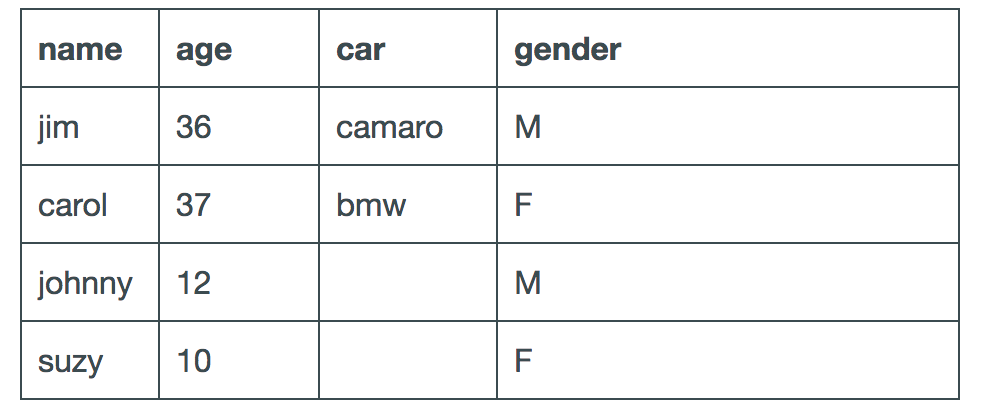 name age car gender
jim 36 camaro M
carol 37 bmw F
johnny 12 M
suzy 10 F